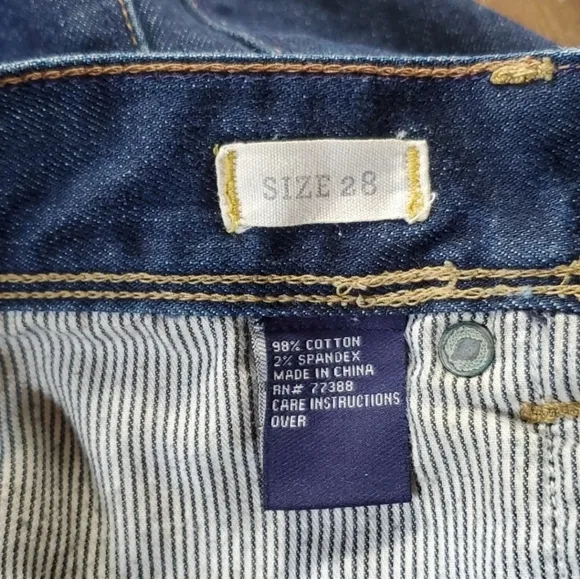 SIZE 28
98% COTTON
2% SPANDEX
MADE IN CHINA
RN# 77388
CARE INSTRUCTIONS
OVER